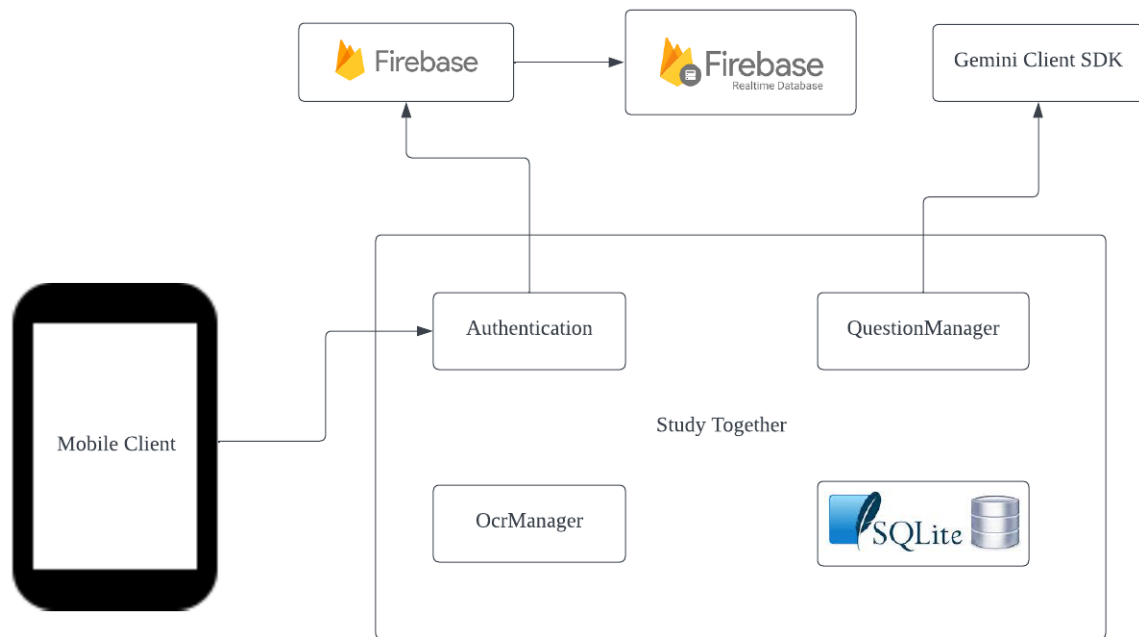 Firebase
Firebase
Realtime Database
Gemini Client SDK
Authentication
QuestionManager
Mobile Client
Study Together
OcrManager
SQLite